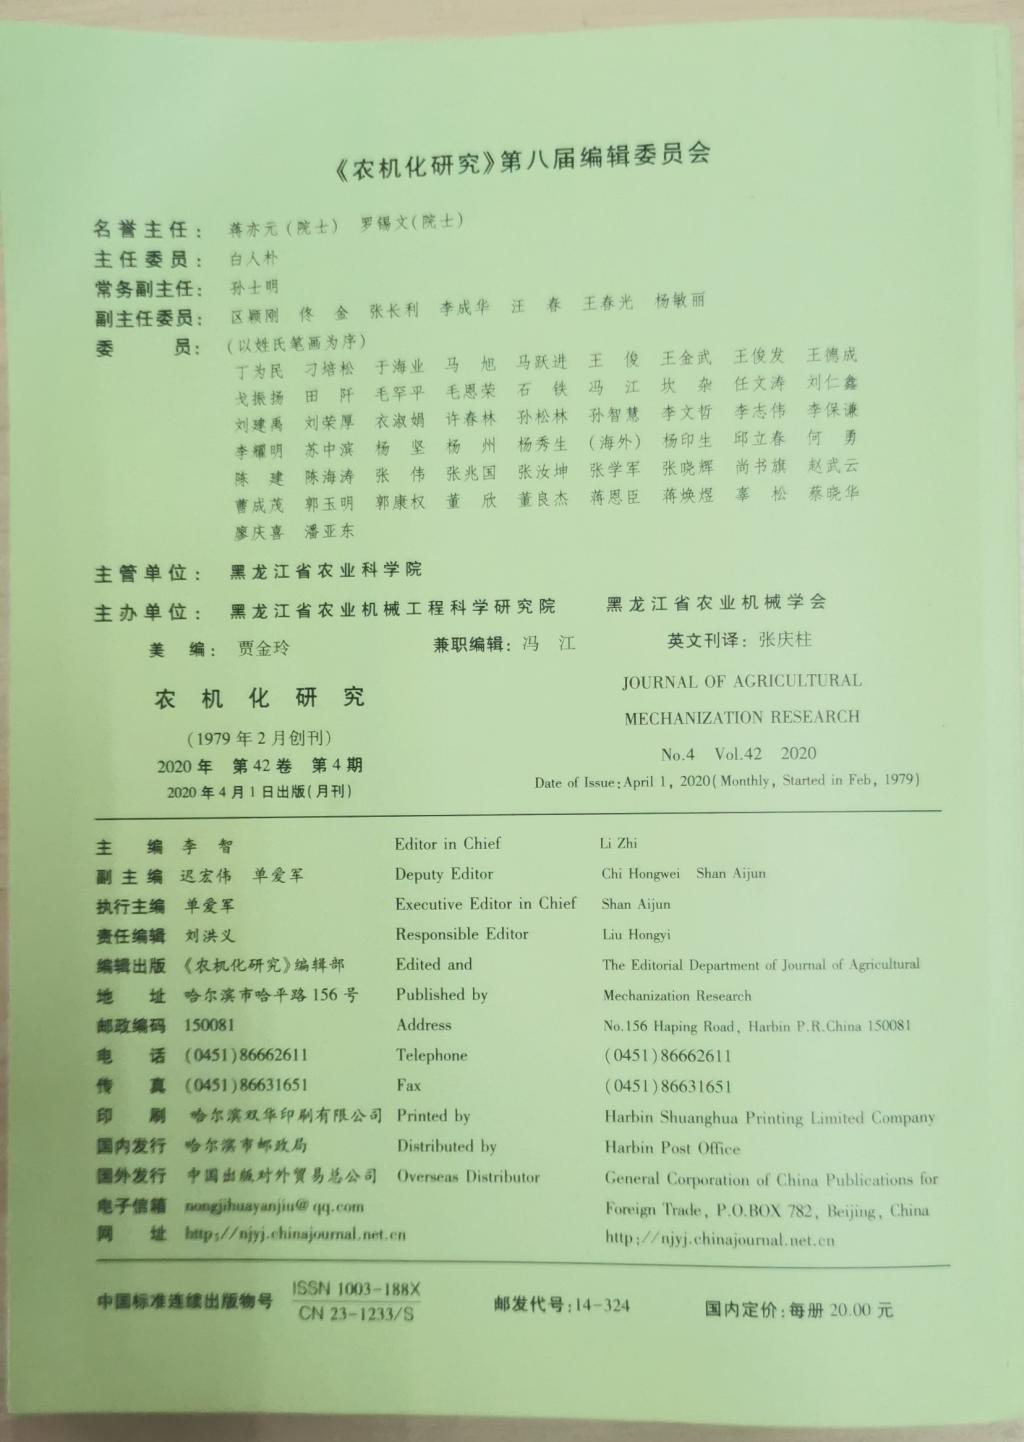 《农机化研究》第八届编辑委员会
名誉主任： 蒋亦元(院士) 罗锡文(院士)
主任委员： 白人朴
常务副主任： 孙士明
副主任委员： 区颖刚 佟 金 张长利 李成华 汪 春 王春光 杨敏丽
委 员： (以姓氏笔画为序)
丁为民 刁培松 于海业 马 旭 马跃进 王 俊 王金武 王俊发 王德成
戈振扬 田 阡 毛罕平 毛恩荣 石 铁 冯 江 坎 杂 任文涛 刘仁鑫
刘建禹 刘荣厚 衣淑娟 许春林 孙松林 孙智慧 李文哲 李志伟 李保谦
李耀明 苏中滨 杨 坚 杨 州 杨秀生 (海外) 杨印生 邱立春 何 勇
陈 建 陈海涛 张 伟 张兆国 张汝坤 张学军 张晓辉 尚书旗 赵武云
曹成茂 郭玉明 郭康权 董 欣 董良杰 蒋恩臣 蒋焕煜 辜 松 蔡晓华
廖庆喜 潘亚东
主管单位： 黑龙江省农业科学院
主办单位： 黑龙江省农业机械工程科学研究院 黑龙江省农业机械学会
美 编： 贾金玲 兼职编辑： 冯 江 英文刊译： 张庆柱
农机化研究
(1979年2月创刊)
2020年 第42卷 第4期
2020年4月1日出版(月刊)
JOURNAL OF AGRICULTURAL
MECHANIZATION RESEARCH
No.4 Vol.42 2020
Date of Issue:April 1, 2020(Monthly, Started in Feb, 1979)
主 编 李 智 Editor in Chief Li Zhi
副主编 迟宏伟 单爱军 Deputy Editor Chi Hongwei Shan Aijun
执行主编 单爱军 Executive Editor in Chief Shan Aijun
责任编辑 刘洪义 Responsible Editor Liu Hongyi
编辑出版 《农机化研究》编辑部 Edited and The Editorial Department of Journal of Agricultural
地 址 哈尔滨市哈平路156号 Published by Mechanization Research
邮政编码 150081 Address No.156 Haping Road, Harbin P.R.China 150081
电 话 (0451)86662611 Telephone (0451)86662611
传 真 (0451)86631651 Fax (0451)86631651
印 刷 哈尔滨双华印刷有限公司 Printed by Harbin Shuanghua Printing Limited Company
国内发行 哈尔滨市邮政局 Distributed by Harbin Post Office
国外发行 中国出版对外贸易总公司 Overseas Distributor General Corporation of China Publications for
电子信箱 nongjihuayanjiu@qq.com Foreign Trade, P.O.BOX 782, Beijing, China
网 址 http://njyj.chinajournal.net.cn http://njyj.chinajournal.net.cn
中国标准连续出版物号 ISSN 1003-188X
CN 23-1233/S
邮发代号:14-324 国内定价:每册 20.00 元